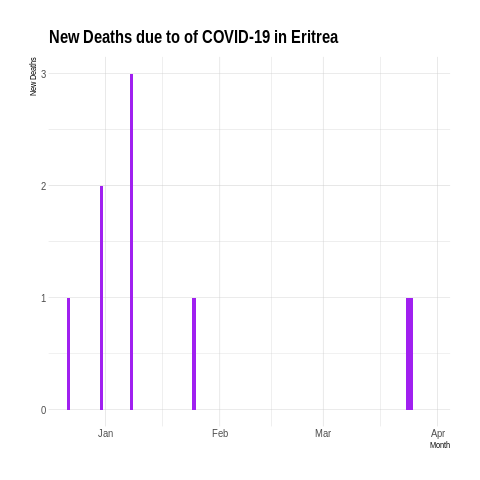 New Deaths due to of COVID-19 in Eritrea
New Deaths
3
2
1
0
Jan Feb Mar Apr
Month